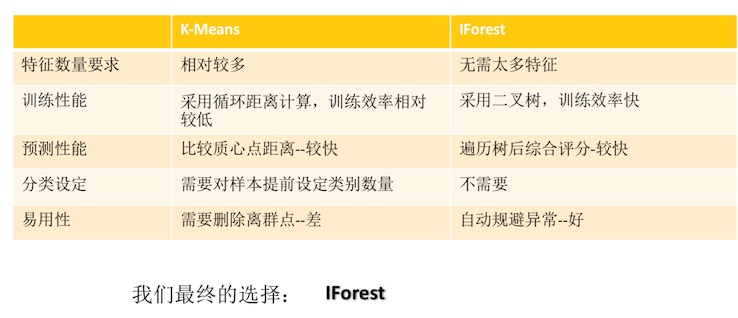 K-Means IForest
特征数量要求 相对较多 无需太多特征
训练性能 采用循环距离计算，训练效率相对 采用二叉树，训练效率快
较低
预测性能 比较质心点距离--较快 遍历树后综合评分-较快
分类设定 需要对样本提前设定类别数量 不需要
易用性 需要删除离群点--差 自动规避异常--好
我们最终的选择： IForest